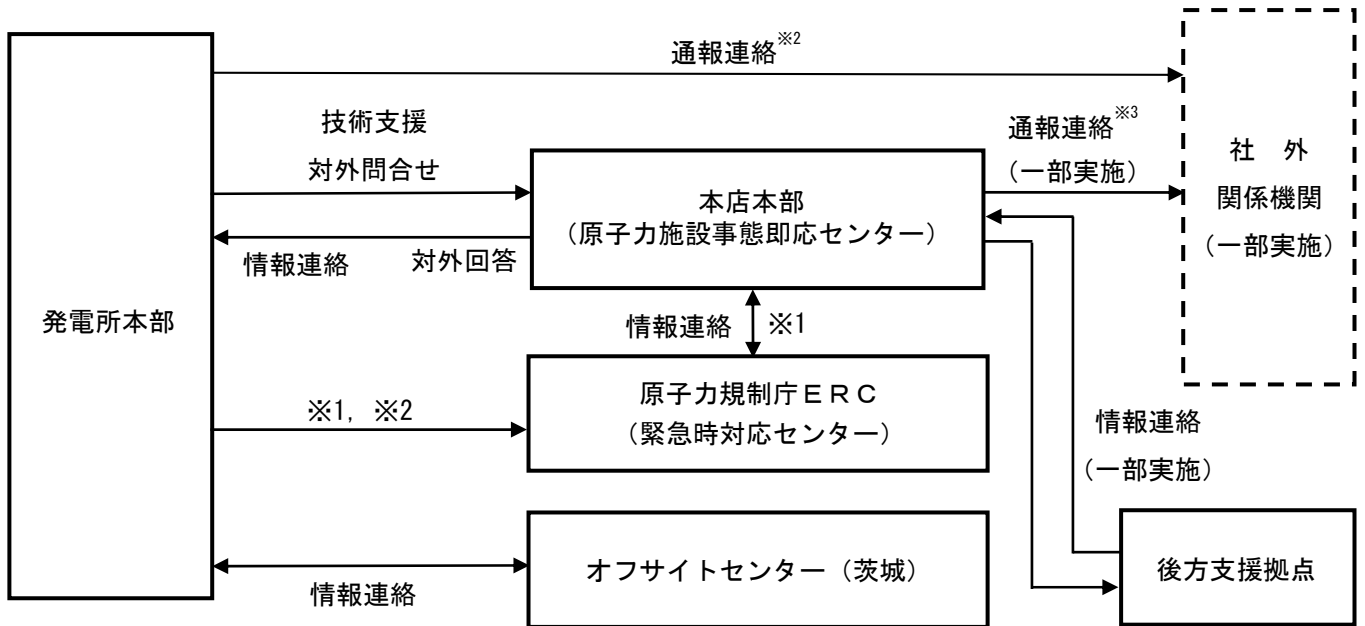 発電所本部
通報連絡※2
技術支援
対外問合せ
情報連絡 対外回答
本店本部
（原子力施設事態即応センター）
通報連絡※3
（一部実施）
社 外
関係機関
（一部実施）
情報連絡 ※1
※1, ※2
原子力規制庁ＥＲＣ
（緊急時対応センター）
情報連絡
（一部実施）
情報連絡
オフサイトセンター（茨城）
後方支援拠点